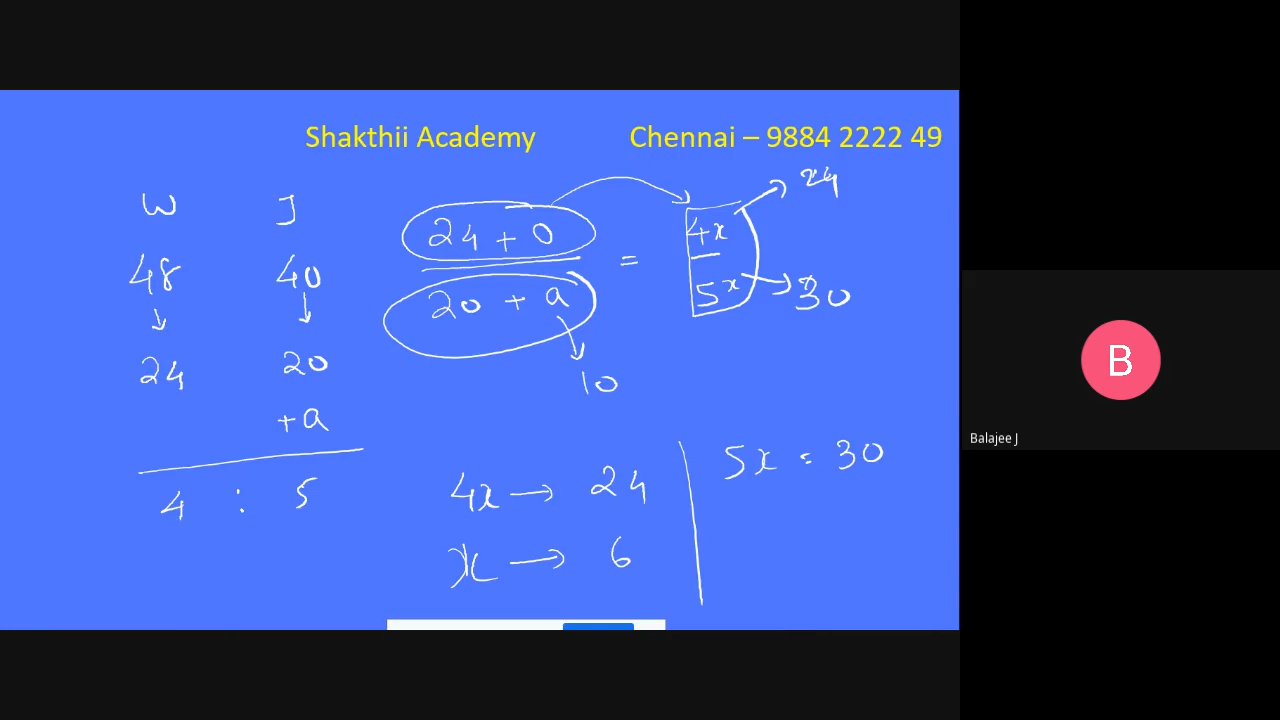 Shakthii Academy Chennai – 9884 2222 49
W J
48 40
↓ ↓
24 20
+a
4 : 5
24 + 0 = 4x → 24
20 + a 5x → 30
10
4x → 24
x → 6
5x = 30
B
Balajee J